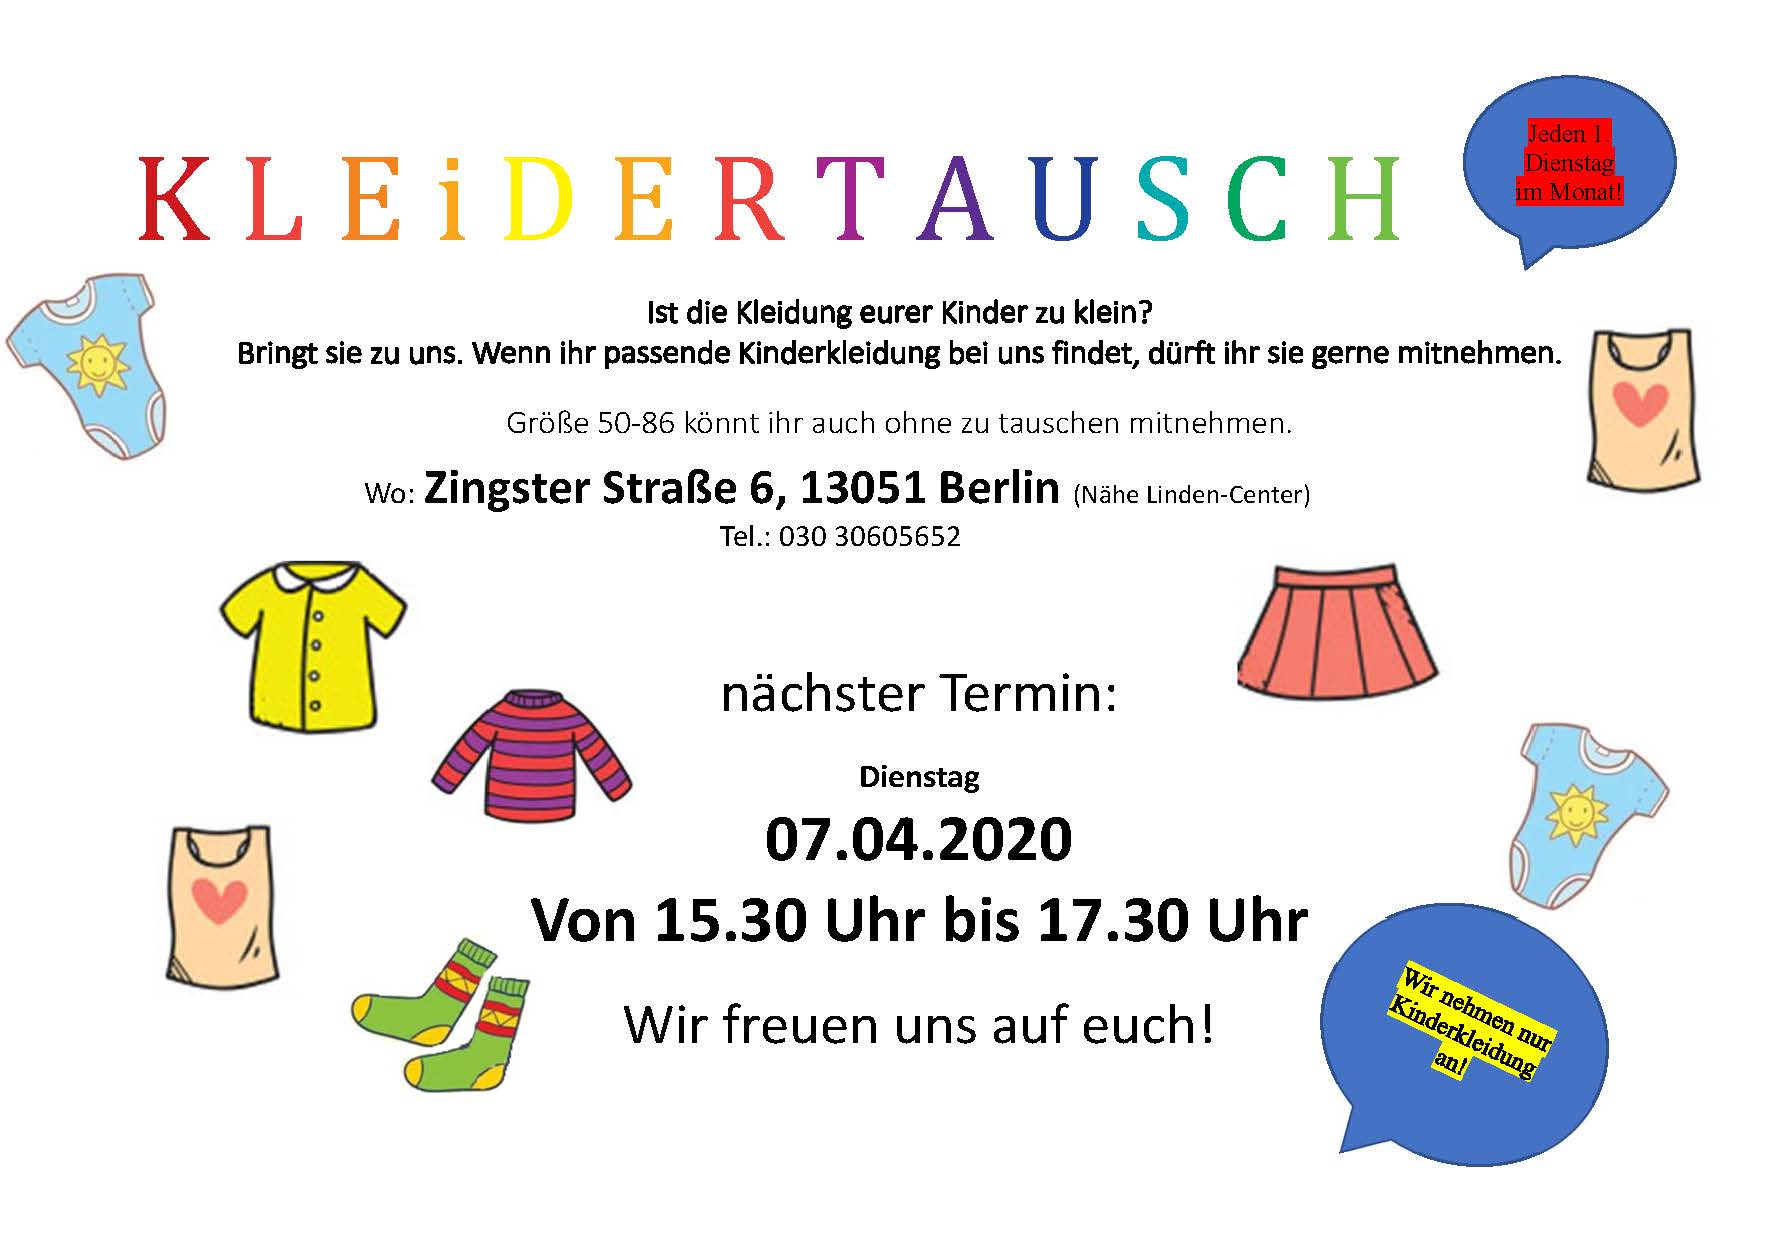 KLEiDERTAUSCH
Jeden 1.
Dienstag
im Monat!
Ist die Kleidung eurer Kinder zu klein?
Bringt sie zu uns. Wenn ihr passende Kinderkleidung bei uns findet, dürft ihr sie gerne mitnehmen.
Größe 50-86 könnt ihr auch ohne zu tauschen mitnehmen.
Wo: Zingster Straße 6, 13051 Berlin (Nähe Linden-Center)
Tel.: 030 30605652
nächster Termin:
Dienstag
07.04.2020
Von 15.30 Uhr bis 17.30 Uhr
Wir freuen uns auf euch!
Wir nehmen nur
Kinderkleidung
an!